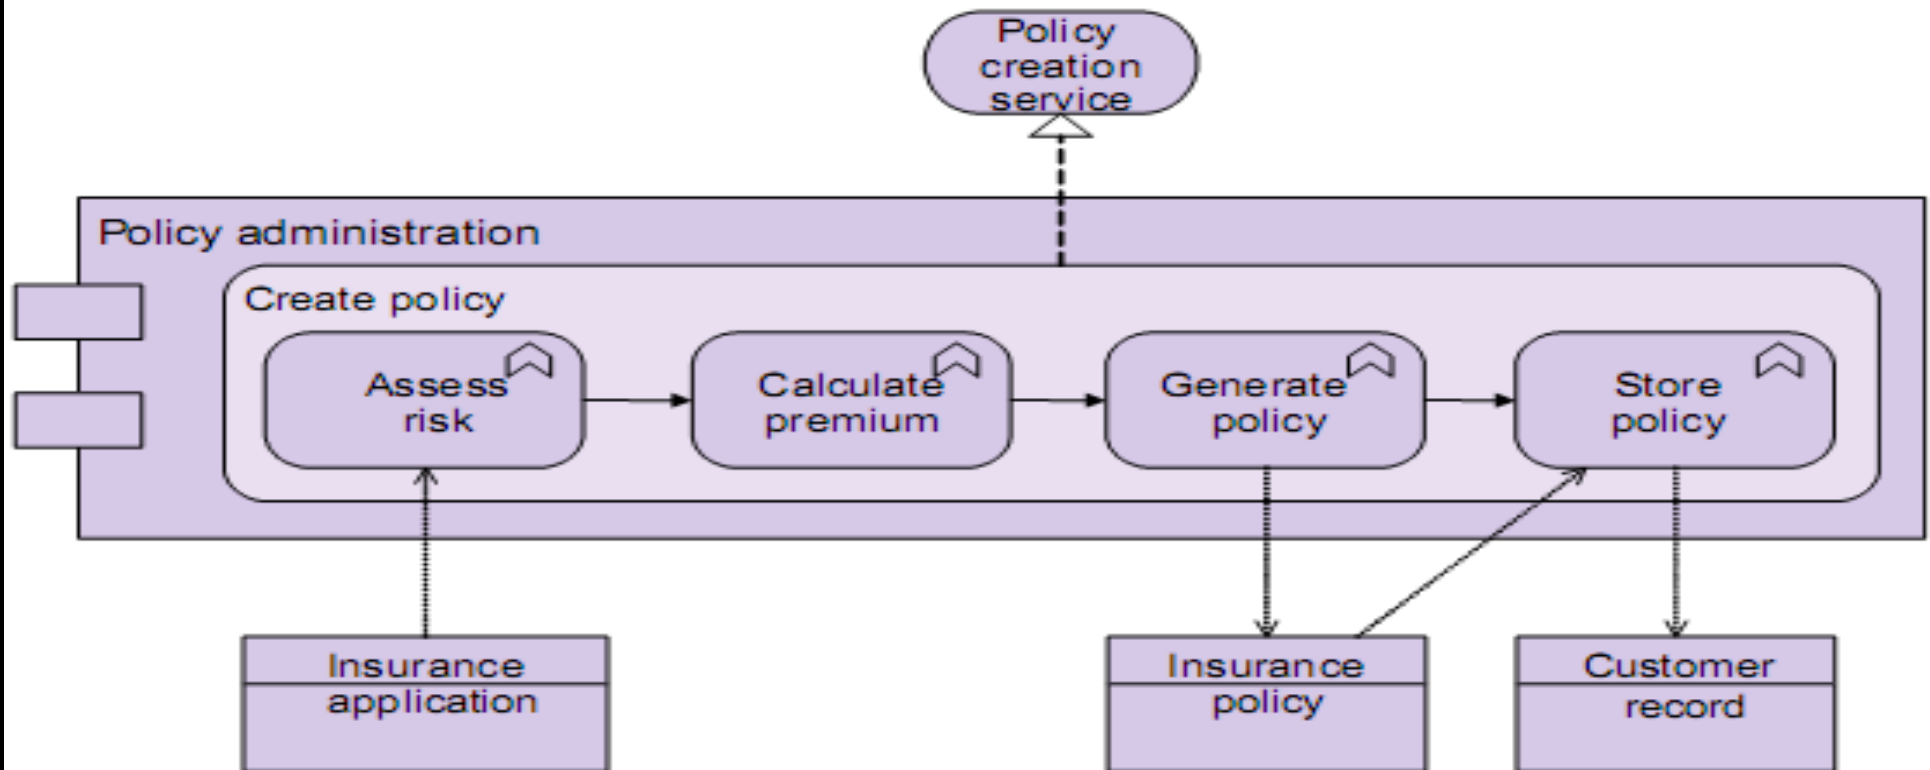 Policy
creation
service
Policy administration
Create policy
Assess
risk
Calculate
premium
Generate
policy
Store
policy
Insurance
application
Insurance
policy
Customer
record